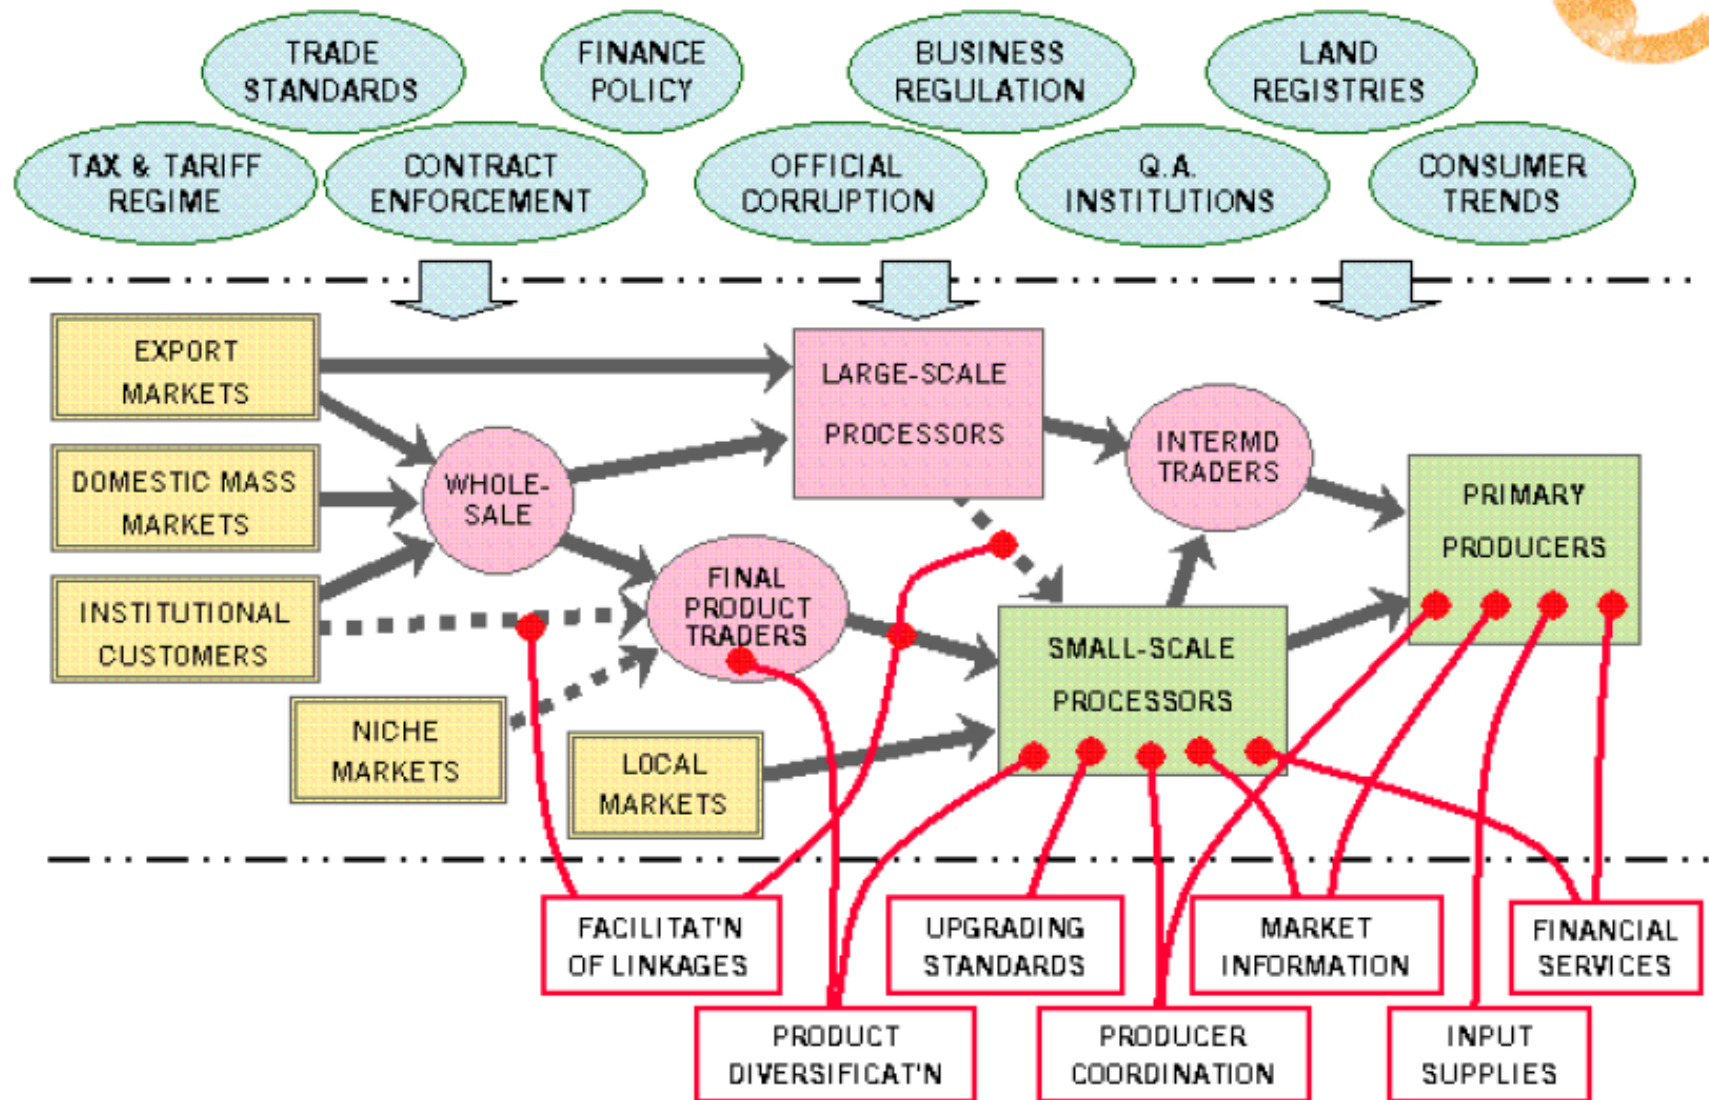 TRADE
STANDARDS
FINANCE
POLICY
BUSINESS
REGULATION
LAND
REGISTRIES
TAX & TARIFF
REGIME
CONTRACT
ENFORCEMENT
OFFICIAL
CORRUPTION
Q.A.
INSTITUTIONS
CONSUMER
TRENDS
EXPORT
MARKETS
LARGE-SCALE
PROCESSORS
INTERMD
TRADERS
DOMESTIC MASS
MARKETS
WHOLE-
SALE
PRIMARY
PRODUCERS
INSTITUTIONAL
CUSTOMERS
FINAL
PRODUCT
TRADERS
SMALL-SCALE
PROCESSORS
NICHE
MARKETS
LOCAL
MARKETS
FACILITAT'N
OF LINKAGES
UPGRADING
STANDARDS
MARKET
INFORMATION
FINANCIAL
SERVICES
PRODUCT
DIVERSIFICAT'N
PRODUCER
COORDINATION
INPUT
SUPPLIES